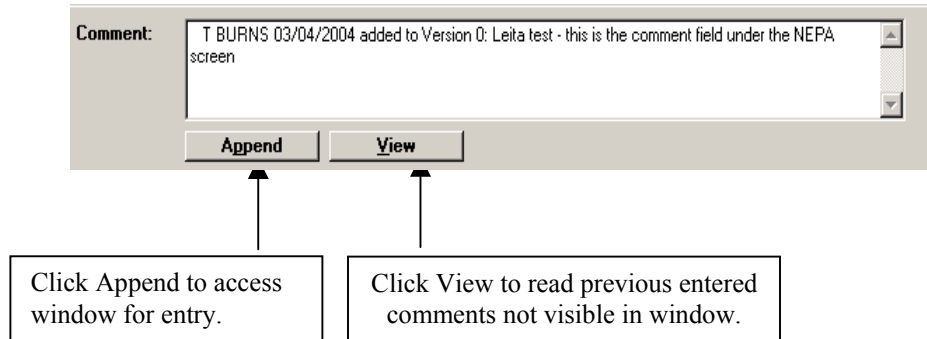 Comment:
T BURNS 03/04/2004 added to Version 0: Leita test - this is the comment field under the NEPA
screen
Append
View
Click Append to access
window for entry.
Click View to read previous entered
comments not visible in window.